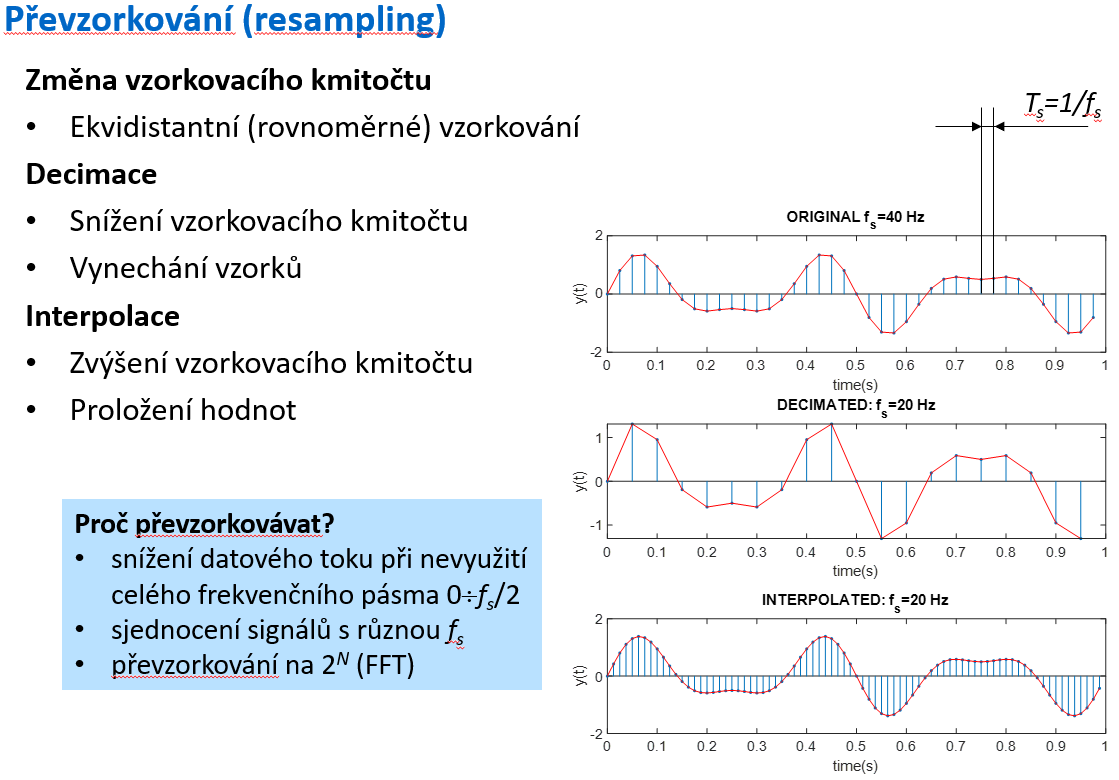 Převzorkování (resampling)
Změna vzorkovacího kmitočtu
• Ekvidistantní (rovnoměrné) vzorkování
Decimace
• Snížení vzorkovacího kmitočtu
• Vynechání vzorků
Interpolace
• Zvýšení vzorkovacího kmitočtu
• Proložení hodnot
Proč převzorkovávat?
• snížení datového toku při nevyužití
celého frekvenčního pásma 0÷fs/2
• sjednocení signálů s různou fs
• převzorkování na 2^N (FFT)
Ts=1/fs
ORIGINAL fs=40 Hz
2
0
-2
y(t)
0 0.1 0.2 0.3 0.4 0.5 0.6 0.7 0.8 0.9 1
time(s)
DECIMATED: fs=20 Hz
1
0
-1
y(t)
0 0.1 0.2 0.3 0.4 0.5 0.6 0.7 0.8 0.9 1
time(s)
INTERPOLATED: fs=20 Hz
2
0
-2
y(t)
0 0.1 0.2 0.3 0.4 0.5 0.6 0.7 0.8 0.9 1
time(s)